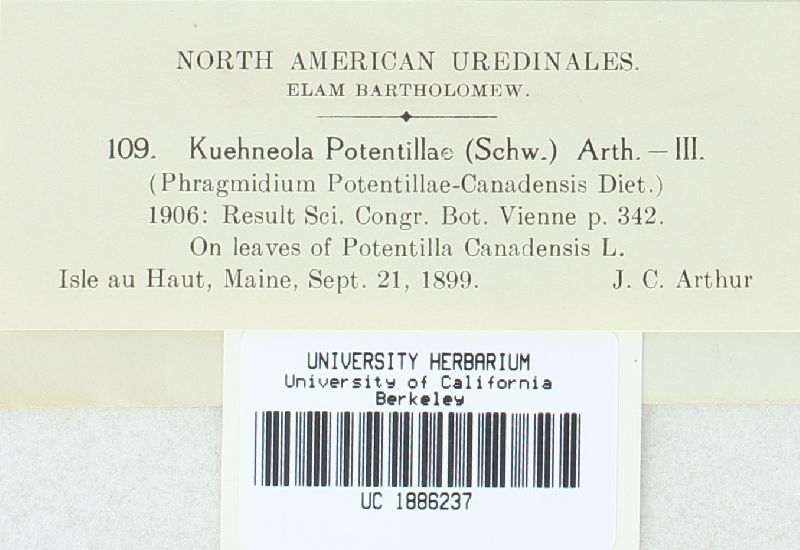 NORTH AMERICAN UREDINALES.
ELAM BARTHOLOMEW.
109. Kuehneola Potentillae (Schw.) Arth. — III.
(Phragmidium Potentillae-Canadensis Diet.)
1906: Result Sci. Congr. Bot. Vienne p. 342.
On leaves of Potentilla Canadensis L.
Isle au Haut, Maine, Sept. 21, 1899. J. C. Arthur
UNIVERSITY HERBARIUM
University of California
Berkeley
UC 1886237